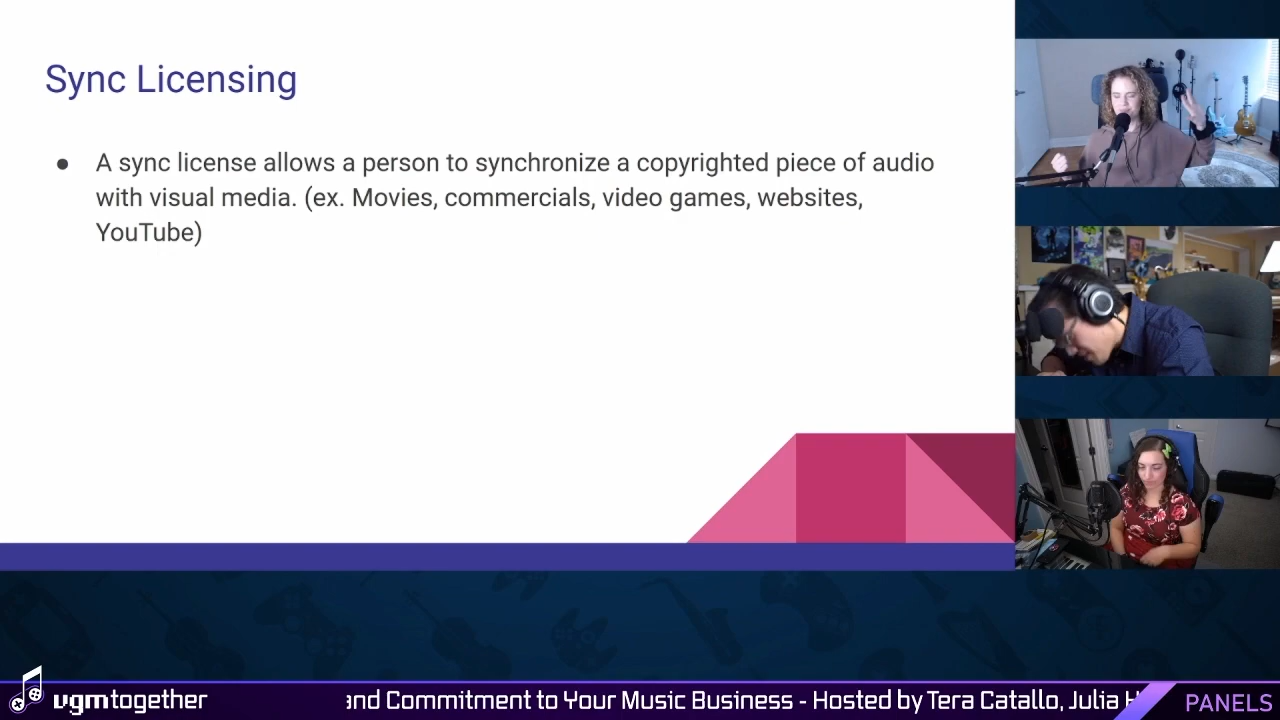 Sync Licensing
● A sync license allows a person to synchronize a copyrighted piece of audio
with visual media. (ex. Movies, commercials, video games, websites,
YouTube)
vgmtogether
and Commitment to Your Music Business - Hosted by Tera Catallo, Julia
PANELS